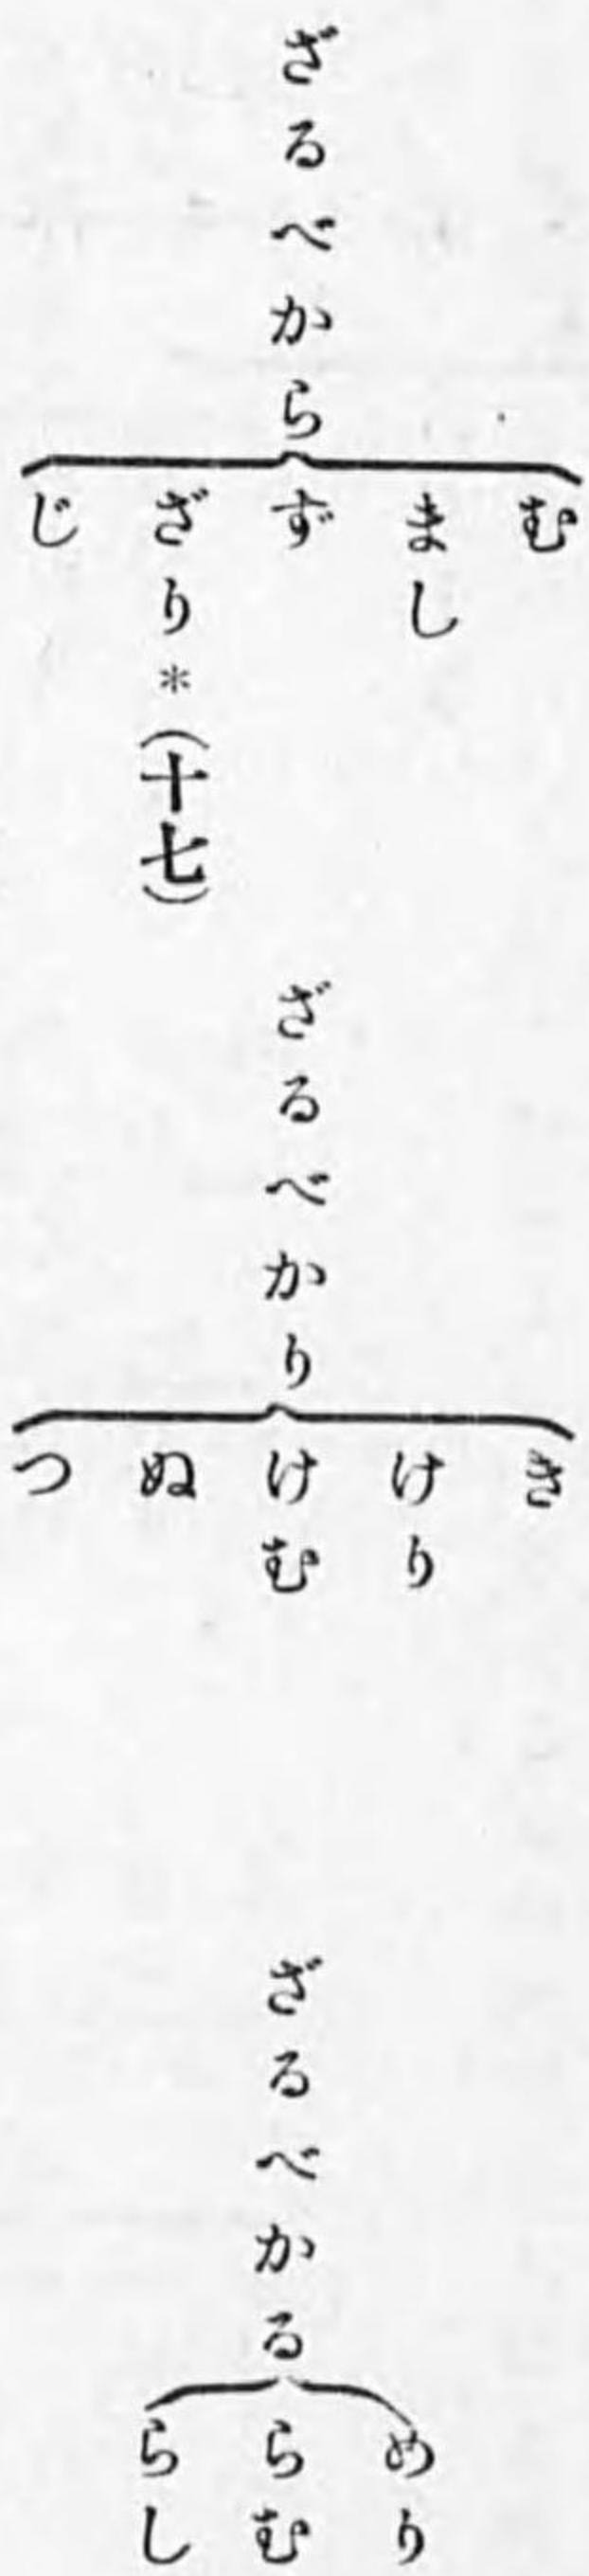 ざるべから
む
まし
ず
ざり*(十七)
じ
ざるべかり
き
けり
けむ
ぬ
つ
ざるべかる
めり
らむ
らし